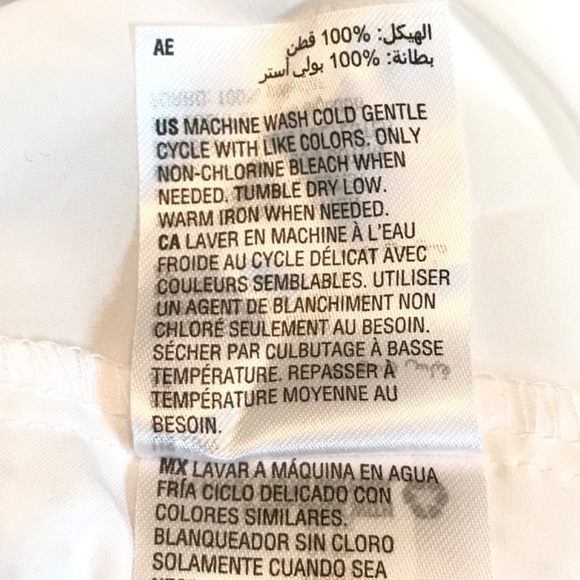 AE
الهيكل: 100% قطن
بطانة: 100% بولي أستر
US MACHINE WASH COLD GENTLE
CYCLE WITH LIKE COLORS. ONLY
NON-CHLORINE BLEACH WHEN
NEEDED. TUMBLE DRY LOW.
WARM IRON WHEN NEEDED.
CA LAVER EN MACHINE À L'EAU
FROIDE AU CYCLE DÉLICAT AVEC
COULEURS SEMBLABLES. UTILISER
UN AGENT DE BLANCHIMENT NON
CHLORÉ SEULEMENT AU BESOIN.
SÉCHER PAR CULBUTAGE À BASSE
TEMPÉRATURE. REPASSER À
TEMPÉRATURE MOYENNE AU
BESOIN.
MX LAVAR A MÁQUINA EN AGUA
FRÍA CICLO DELICADO CON
COLORES SIMILARES.
BLANQUEADOR SIN CLORO
SOLAMENTE CUANDO SEA